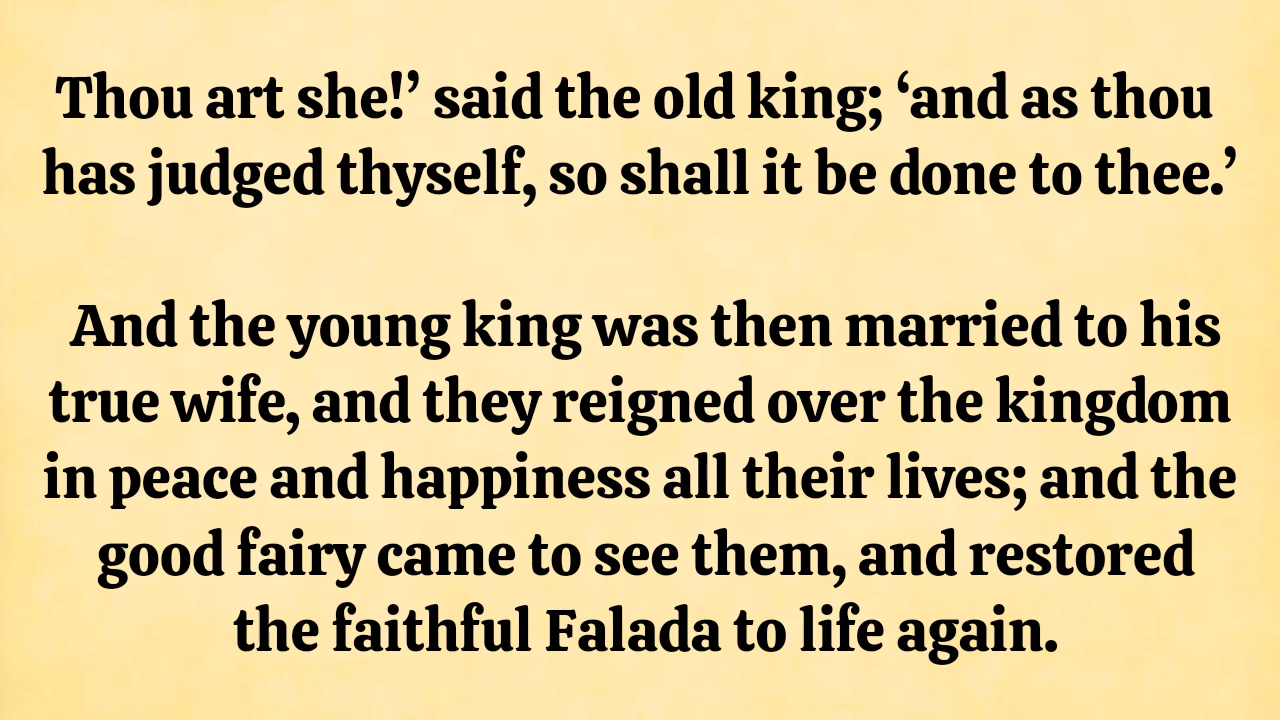 Thou art she!’ said the old king; ‘and as thou
has judged thyself, so shall it be done to thee.’
And the young king was then married to his
true wife, and they reigned over the kingdom
in peace and happiness all their lives; and the
good fairy came to see them, and restored
the faithful Falada to life again.